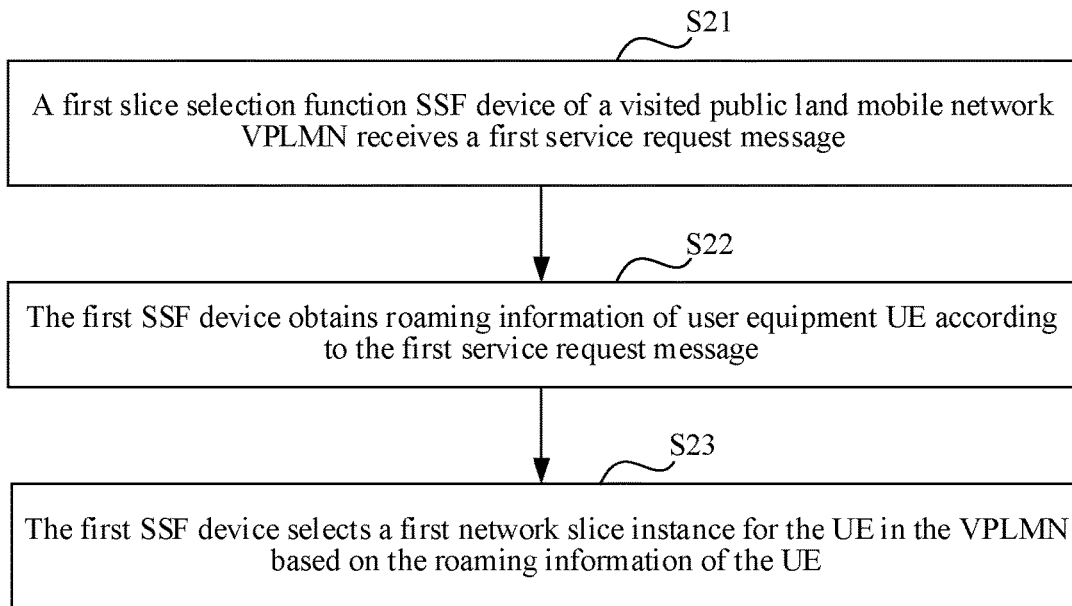 S21
A first slice selection function SSF device of a visited public land mobile network
VPLMN receives a first service request message
S22
The first SSF device obtains roaming information of user equipment UE according
to the first service request message
S23
The first SSF device selects a first network slice instance for the UE in the VPLMN
based on the roaming information of the UE